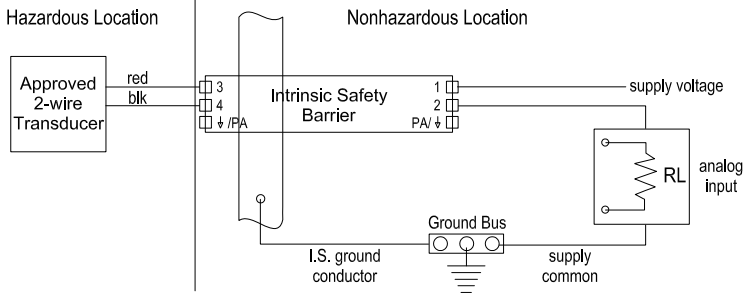 Hazardous Location
Nonhazardous Location
Approved
2-wire
Transducer
red
blk
3
4
/PA
Intrinsic Safety
Barrier
1
2
PA/
supply voltage
RL
analog
input
Ground Bus
I.S. ground
conductor
supply
common